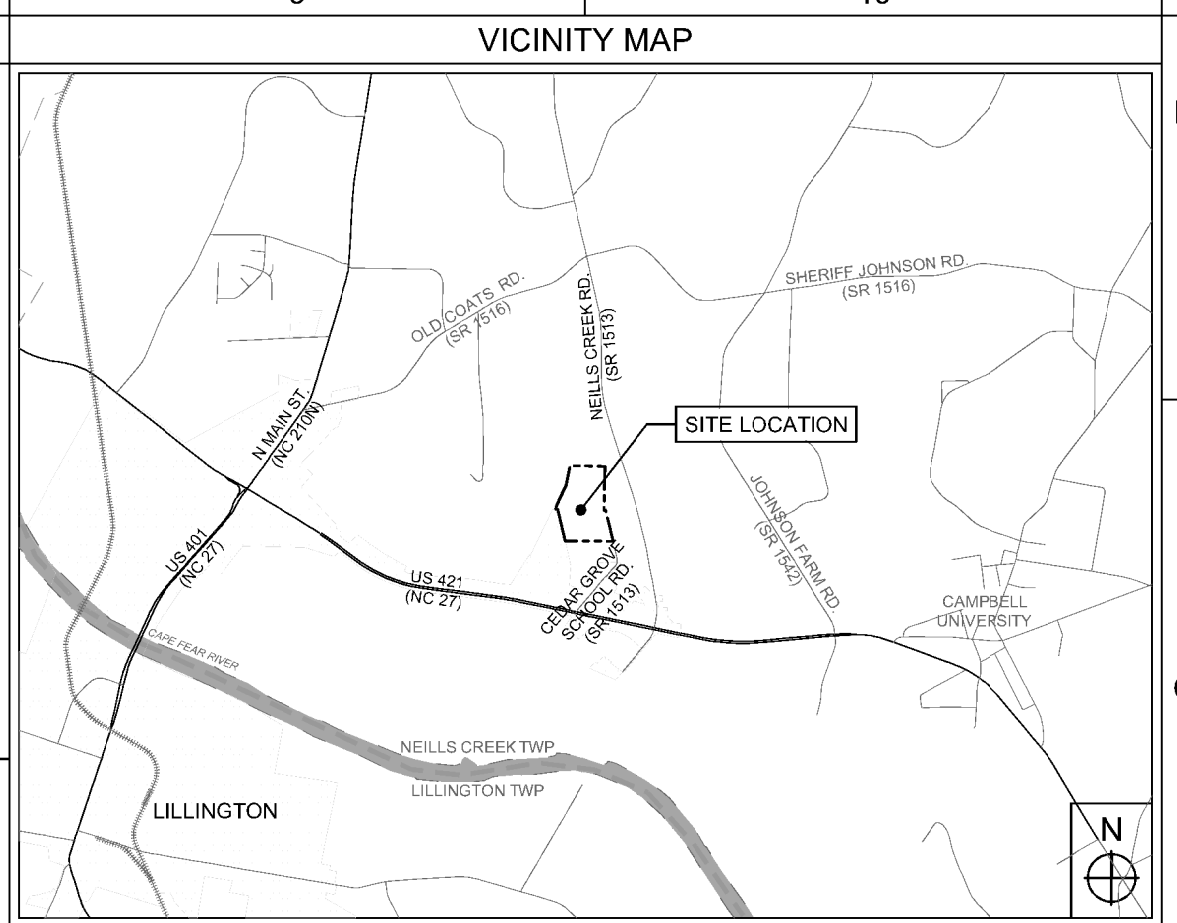 VICINITY MAP
SHERIFF JOHNSON RD.
(SR 1516)
OLD COATS RD.
(SR 1516)
NEILLS CREEK RD.
(SR 1513)
N MAIN ST.
(NC 210N)
SITE LOCATION
JOHNSON FARM RD.
(SR 1542)
US 401
(NC 27)
US 421
(NC 27)
CEDAR GROVE
SCHOOL RD.
(SR 1513)
CAMPBELL
UNIVERSITY
CAPE FEAR RIVER
NEILLS CREEK TWP
LILLINGTON TWP
LILLINGTON
N